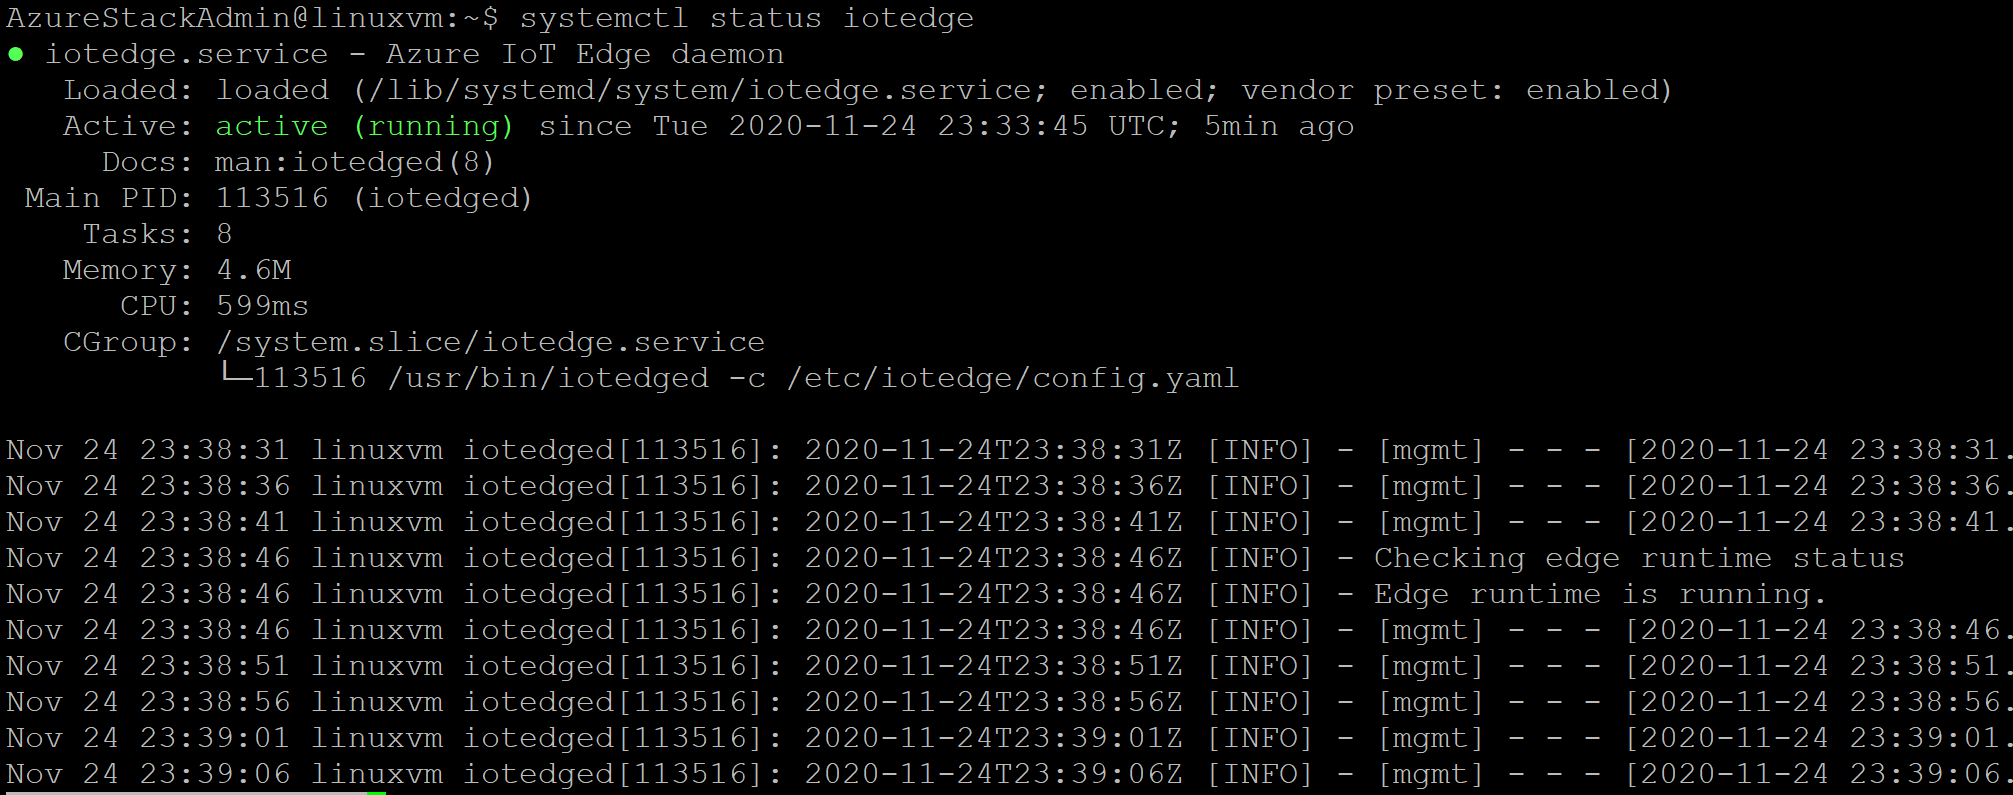 AzureStackAdmin@linuxvm:~$ systemctl status iotedge
● iotedge.service - Azure IoT Edge daemon
   Loaded: loaded (/lib/systemd/system/iotedge.service; enabled; vendor preset: enabled)
   Active: active (running) since Tue 2020-11-24 23:33:45 UTC; 5min ago
     Docs: man:iotedged(8)
 Main PID: 113516 (iotedged)
    Tasks: 8
   Memory: 4.6M
      CPU: 599ms
   CGroup: /system.slice/iotedge.service
           └─113516 /usr/bin/iotedged -c /etc/iotedge/config.yaml

Nov 24 23:38:31 linuxvm iotedged[113516]: 2020-11-24T23:38:31Z [INFO] - [mgmt] - - - [2020-11-24 23:38:31.
Nov 24 23:38:36 linuxvm iotedged[113516]: 2020-11-24T23:38:36Z [INFO] - [mgmt] - - - [2020-11-24 23:38:36.
Nov 24 23:38:41 linuxvm iotedged[113516]: 2020-11-24T23:38:41Z [INFO] - [mgmt] - - - [2020-11-24 23:38:41.
Nov 24 23:38:46 linuxvm iotedged[113516]: 2020-11-24T23:38:46Z [INFO] - Checking edge runtime status
Nov 24 23:38:46 linuxvm iotedged[113516]: 2020-11-24T23:38:46Z [INFO] - Edge runtime is running.
Nov 24 23:38:46 linuxvm iotedged[113516]: 2020-11-24T23:38:46Z [INFO] - [mgmt] - - - [2020-11-24 23:38:46.
Nov 24 23:38:51 linuxvm iotedged[113516]: 2020-11-24T23:38:51Z [INFO] - [mgmt] - - - [2020-11-24 23:38:51.
Nov 24 23:38:56 linuxvm iotedged[113516]: 2020-11-24T23:38:56Z [INFO] - [mgmt] - - - [2020-11-24 23:38:56.
Nov 24 23:39:01 linuxvm iotedged[113516]: 2020-11-24T23:39:01Z [INFO] - [mgmt] - - - [2020-11-24 23:39:01.
Nov 24 23:39:06 linuxvm iotedged[113516]: 2020-11-24T23:39:06Z [INFO] - [mgmt] - - - [2020-11-24 23:39:06.